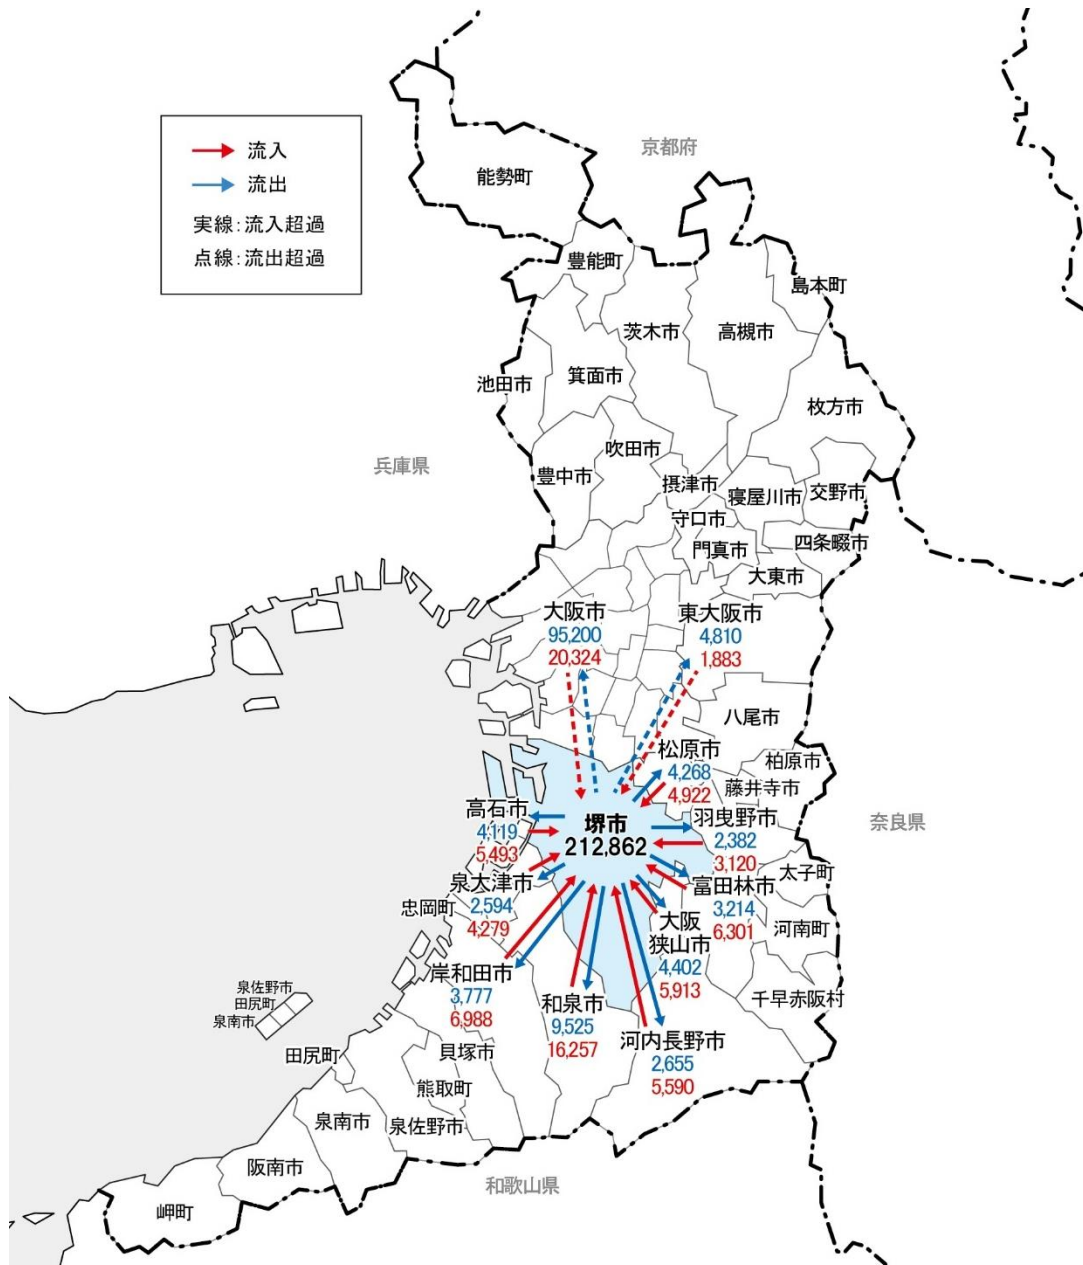 流入
流出
実線：流入超過
点線：流出超過
京都府
能勢町
豊能町
島本町
茨木市
高槻市
池田市
箕面市
枚方市
兵庫県
吹田市
豊中市
摂津市
寝屋川市
交野市
守口市
門真市
四条畷市
大東市
大阪市
95,200
20,324
東大阪市
4,810
1,883
八尾市
松原市
4,268
4,922
柏原市
藤井寺市
奈良県
高石市
4,119
5,493
堺市
212,862
羽曳野市
2,382
3,120
泉大津市
2,594
4,279
忠岡町
富田林市
3,214
6,301
太子町
河南町
大阪
狭山市
4,402
5,913
千早赤阪村
岸和田市
3,777
6,988
和泉市
9,525
16,257
河内長野市
2,655
5,590
泉佐野市
田尻町
泉南市
田尻町
貝塚市
熊取町
泉南市
泉佐野市
阪南市
岬町
和歌山県